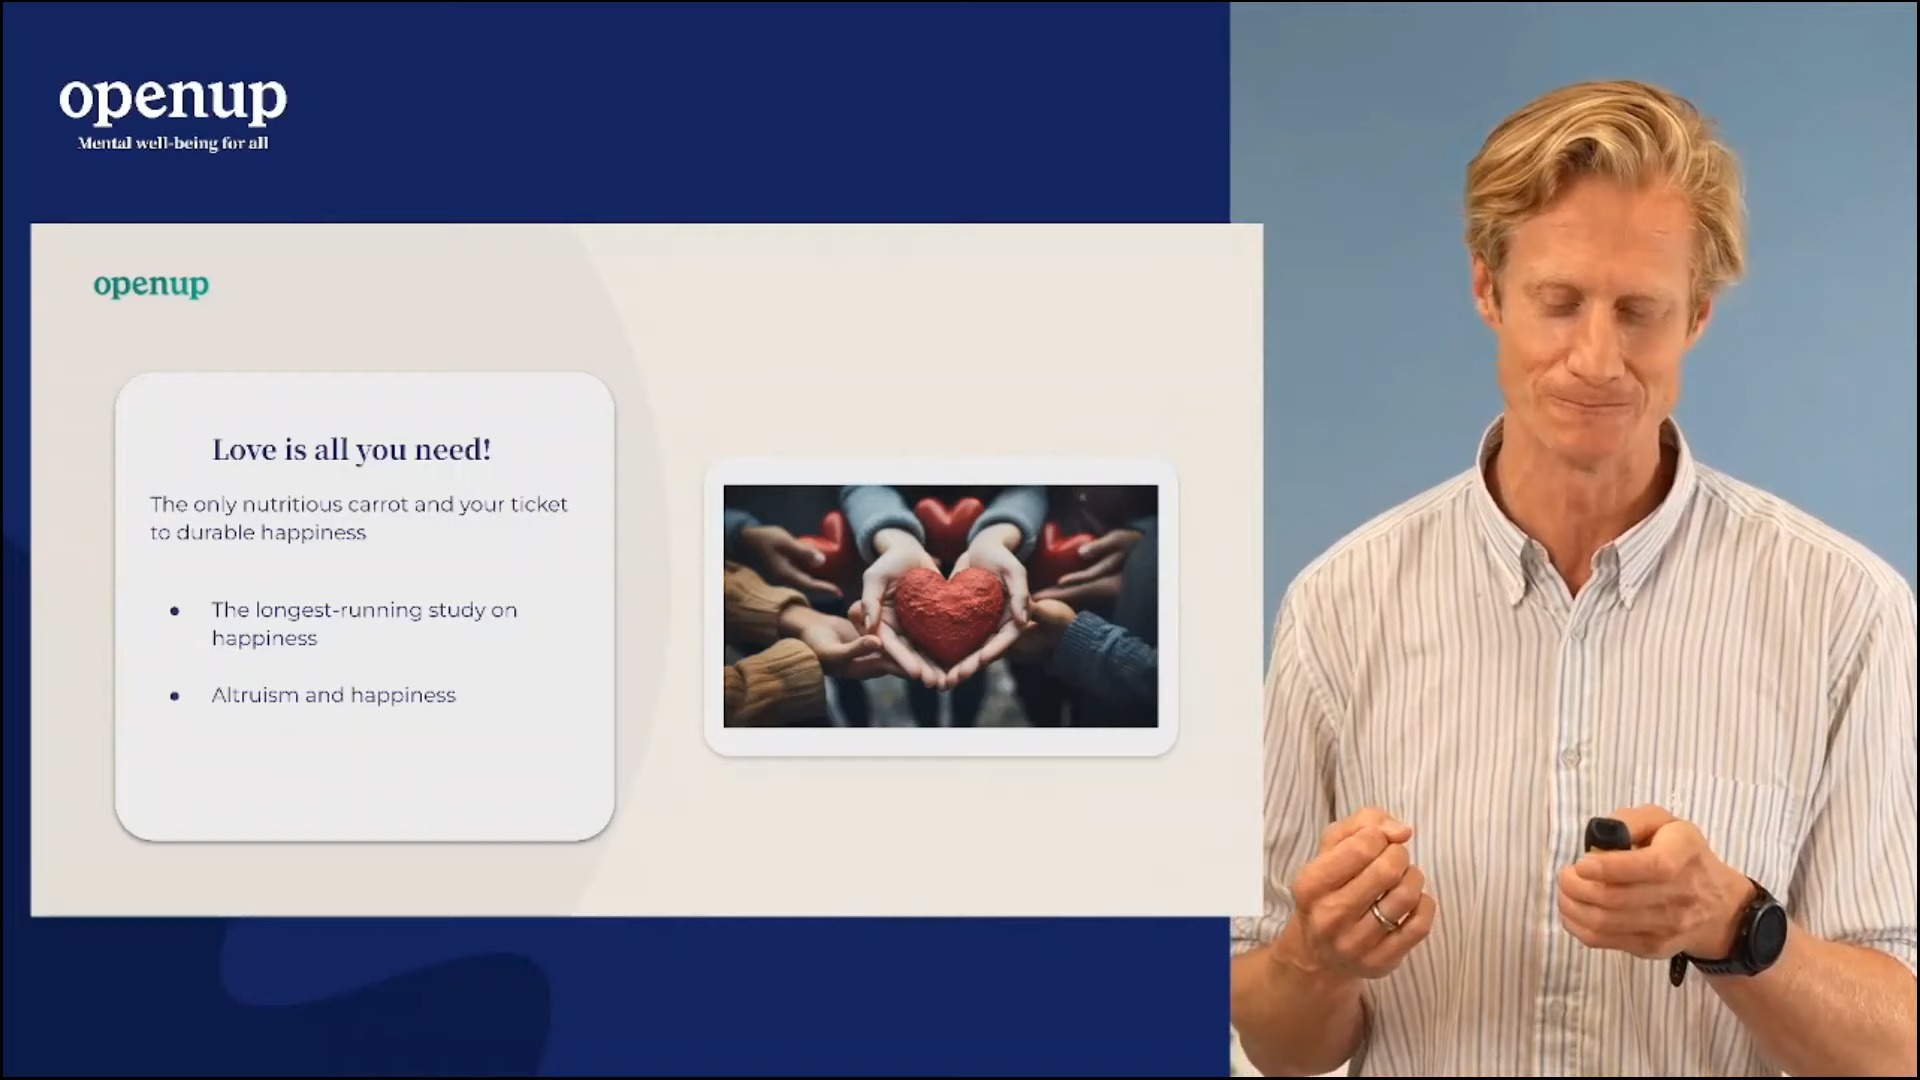 openup
Mental well-being for all
openup
Love is all you need!
The only nutritious carrot and your ticket
to durable happiness
• The longest-running study on
happiness
• Altruism and happiness